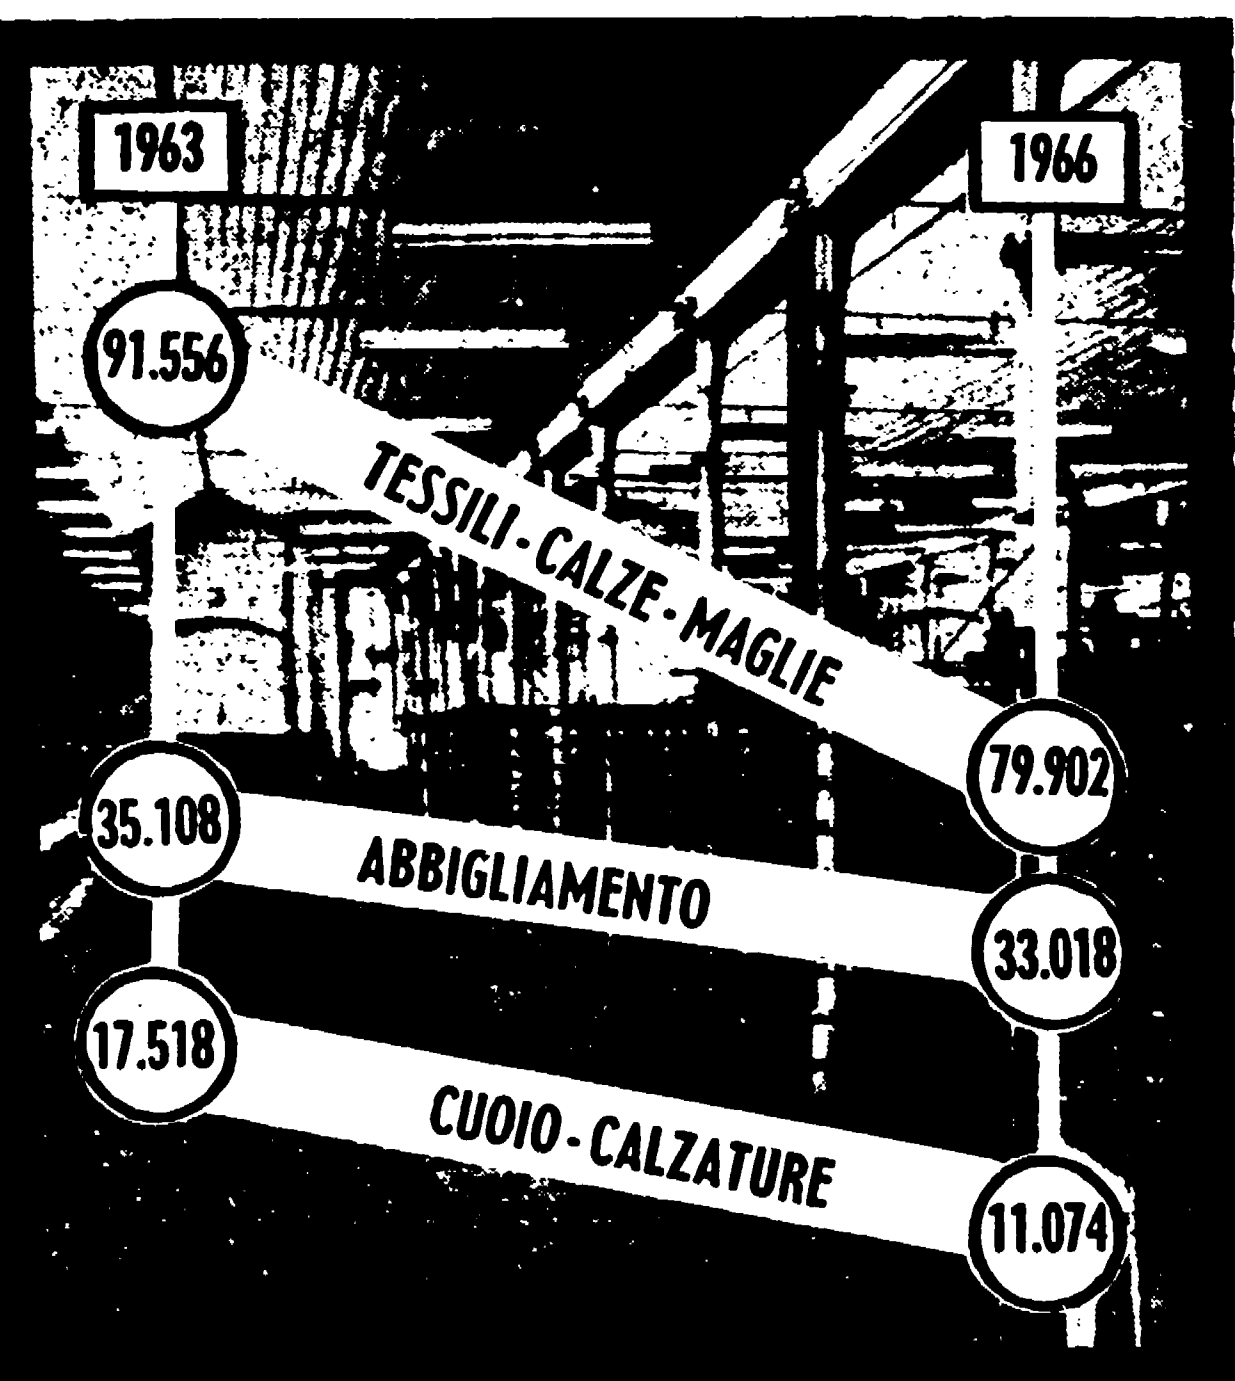 1963
1966
91.556
TESSILI - CALZE - MAGLIE
79.902
35.108
ABBIGLIAMENTO
33.018
17.518
CUOIO - CALZATURE
11.074